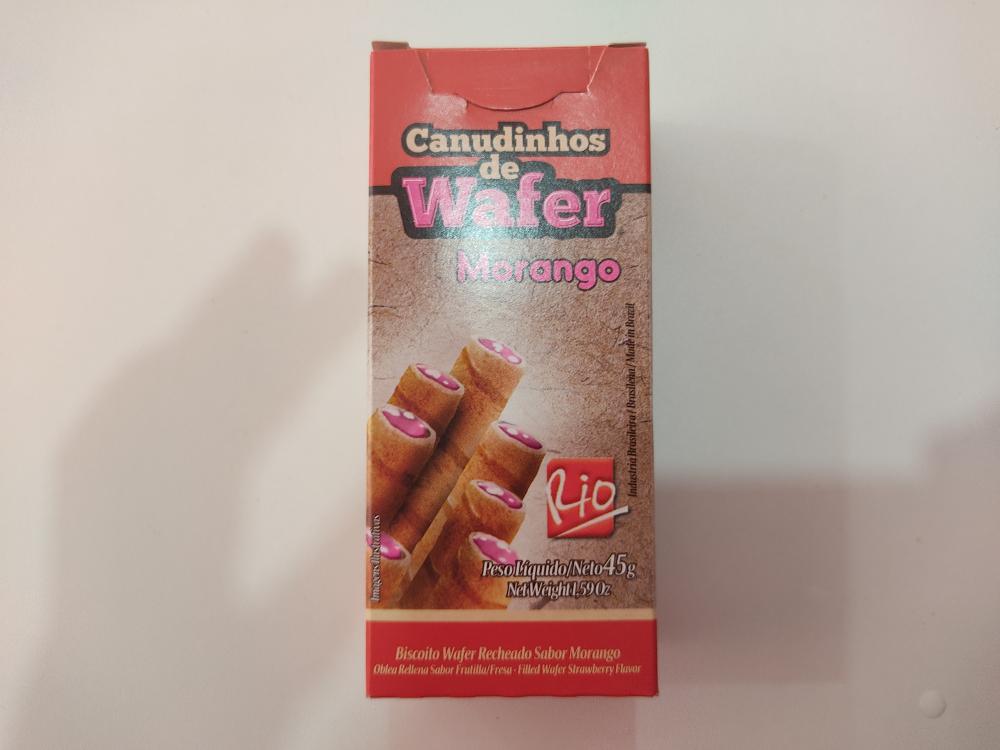 Canudinhos
de
Wafer
Morango
Industria Brasileira / Brasileña / Made in Brazil
Rio
Imagens Ilustrativas
Peso Líquido/Neto 45g
Net Weight 1,59 Oz
Biscoito Wafer Recheado Sabor Morango
Oblea Rellena Sabor Frutilla/Fresa - Filled Wafer Strawberry Flavor